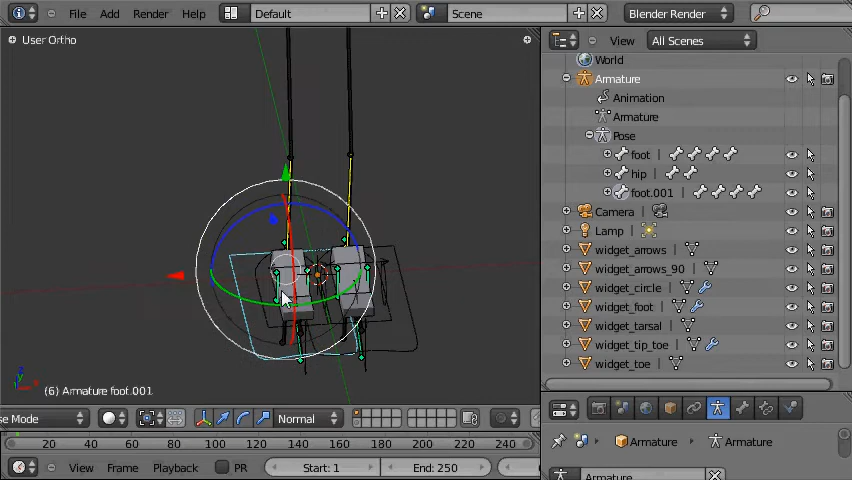 File Add Render Help Default Scene Blender Render
User Ortho
View All Scenes
World
Armature
Animation
Armature
Pose
foot
hip
foot.001
Camera
Lamp
widget_arrows
widget_arrows_90
widget_circle
widget_foot
widget_tarsal
widget_tip_toe
widget_toe
(6) Armature foot.001
se Mode Normal
20 40 60 80 100 120 140 160 180 200 220 240
View Frame Playback PR Start: 1 End: 250
Armature Armature
Armature